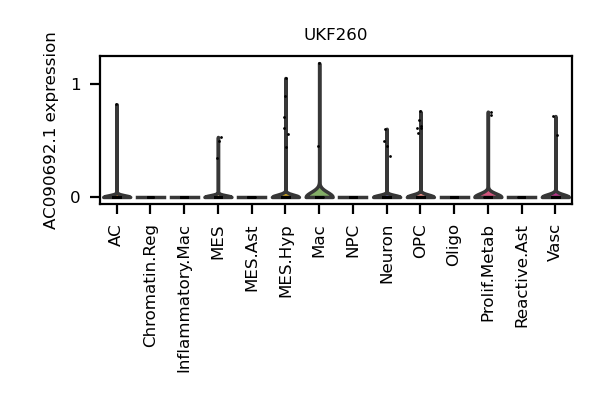 UKF260
AC090692.1 expression
1
0
AC
Chromatin.Reg
Inflammatory.Mac
MES
MES.Ast
MES.Hyp
Mac
NPC
Neuron
OPC
Oligo
Prolif.Metab
Reactive.Ast
Vasc